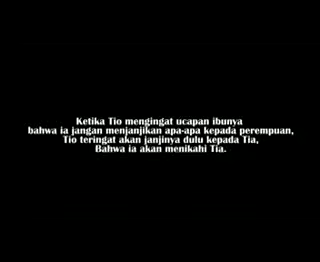 Ketika Tio mengingat ucapan ibunya
bahwa ia jangan menjanjikan apa-apa kepada perempuan,
Tio teringat akan janjinya dulu kepada Tia,
Bahwa ia akan menikahi Tia.